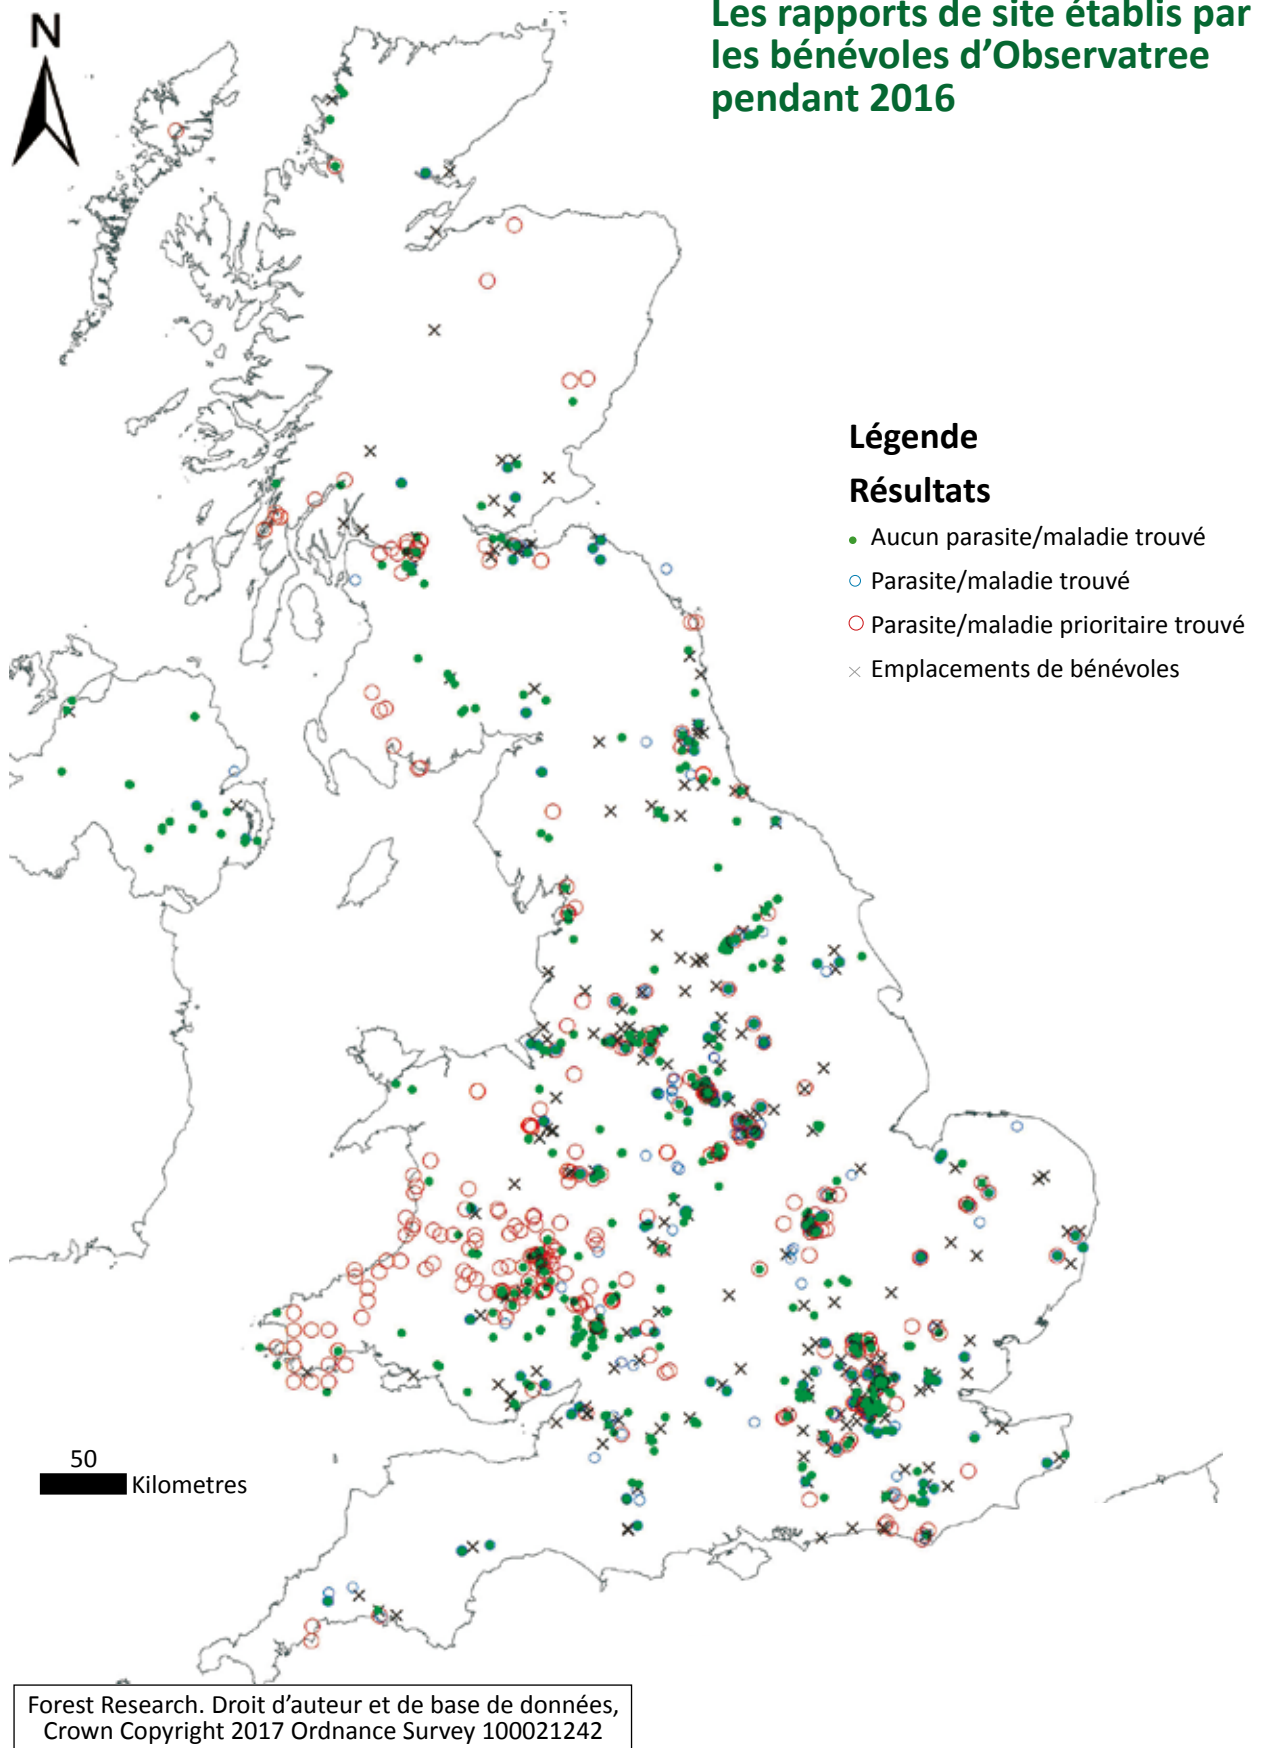 N
Les rapports de site établis par
les bénévoles d’Observatree
pendant 2016
Légende
Résultats
Aucun parasite/maladie trouvé
Parasite/maladie trouvé
Parasite/maladie prioritaire trouvé
Emplacements de bénévoles
50
Kilometres
Forest Research. Droit d’auteur et de base de données,
Crown Copyright 2017 Ordnance Survey 100021242